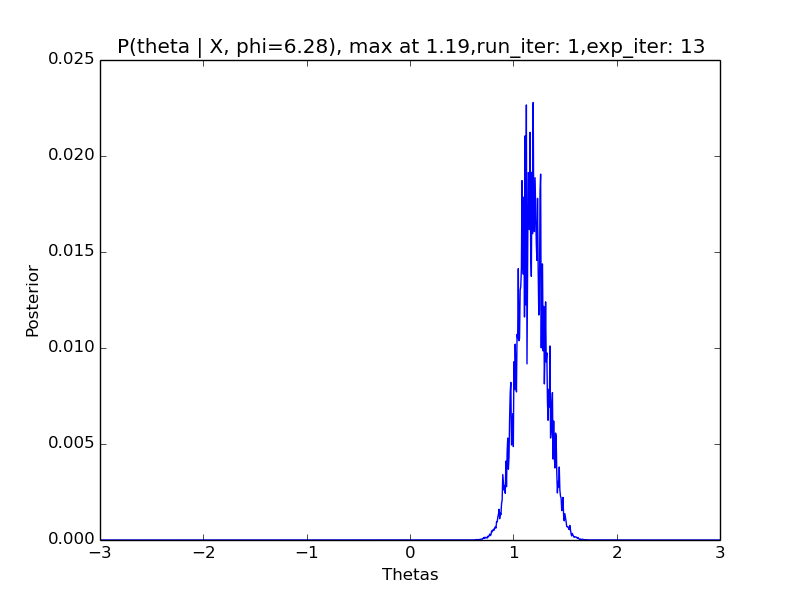 P(theta | X, phi=6.28), max at 1.19,run_iter: 1,exp_iter: 13
0.025
0.020
0.015
0.010
0.005
0.000
Posterior
−3 −2 −1 0 1 2 3
Thetas